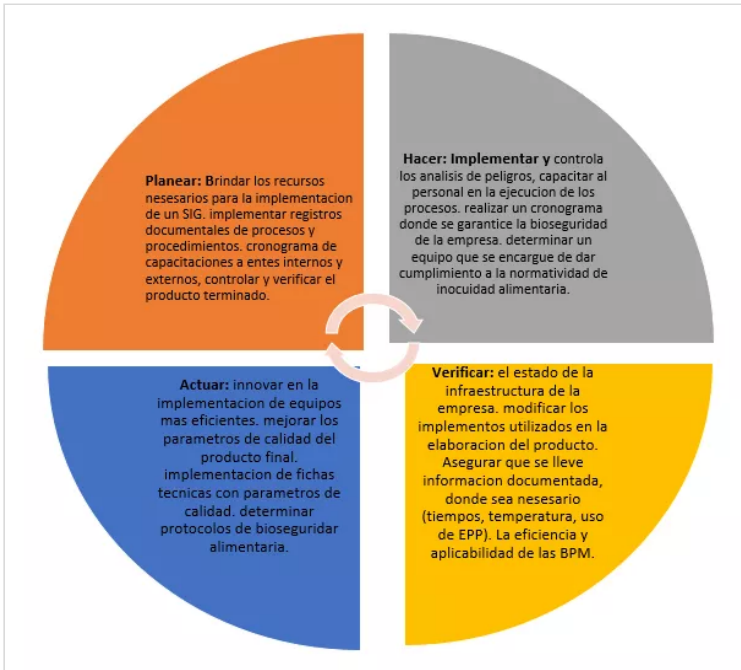 Planear: Brindar los recursos
nesesarios para la implementacion
de un SIG. implementar registros
documentales de procesos y
procedimientos. cronograma de
capacitaciones a entes internos y
externos, controlar y verificar el
producto terminado.
Hacer: Implementar y controla
los analisis de peligros, capacitar al
personal en la ejecucion de los
procesos. realizar un cronograma
donde se garantice la bioseguridad
de la empresa. determinar un
equipo que se encargue de dar
cumplimiento a la normatividad de
inocuidad alimentaria.
Actuar: innovar en la
implementacion de equipos
mas eficientes. mejorar los
parametros de calidad del
producto final.
implementacion de fichas
tecnicas con parametros de
calidad. determinar
protocolos de bioseguridar
alimentaria.
Verificar: el estado de la
infraestructura de la
empresa. modificar los
implementos utilizados en la
elaboracion del producto.
Asegurar que se lleve
informacion documentada,
donde sea nesesario
(tiempos, temperatura, uso
de EPP). La eficiencia y
aplicabilidad de las BPM.